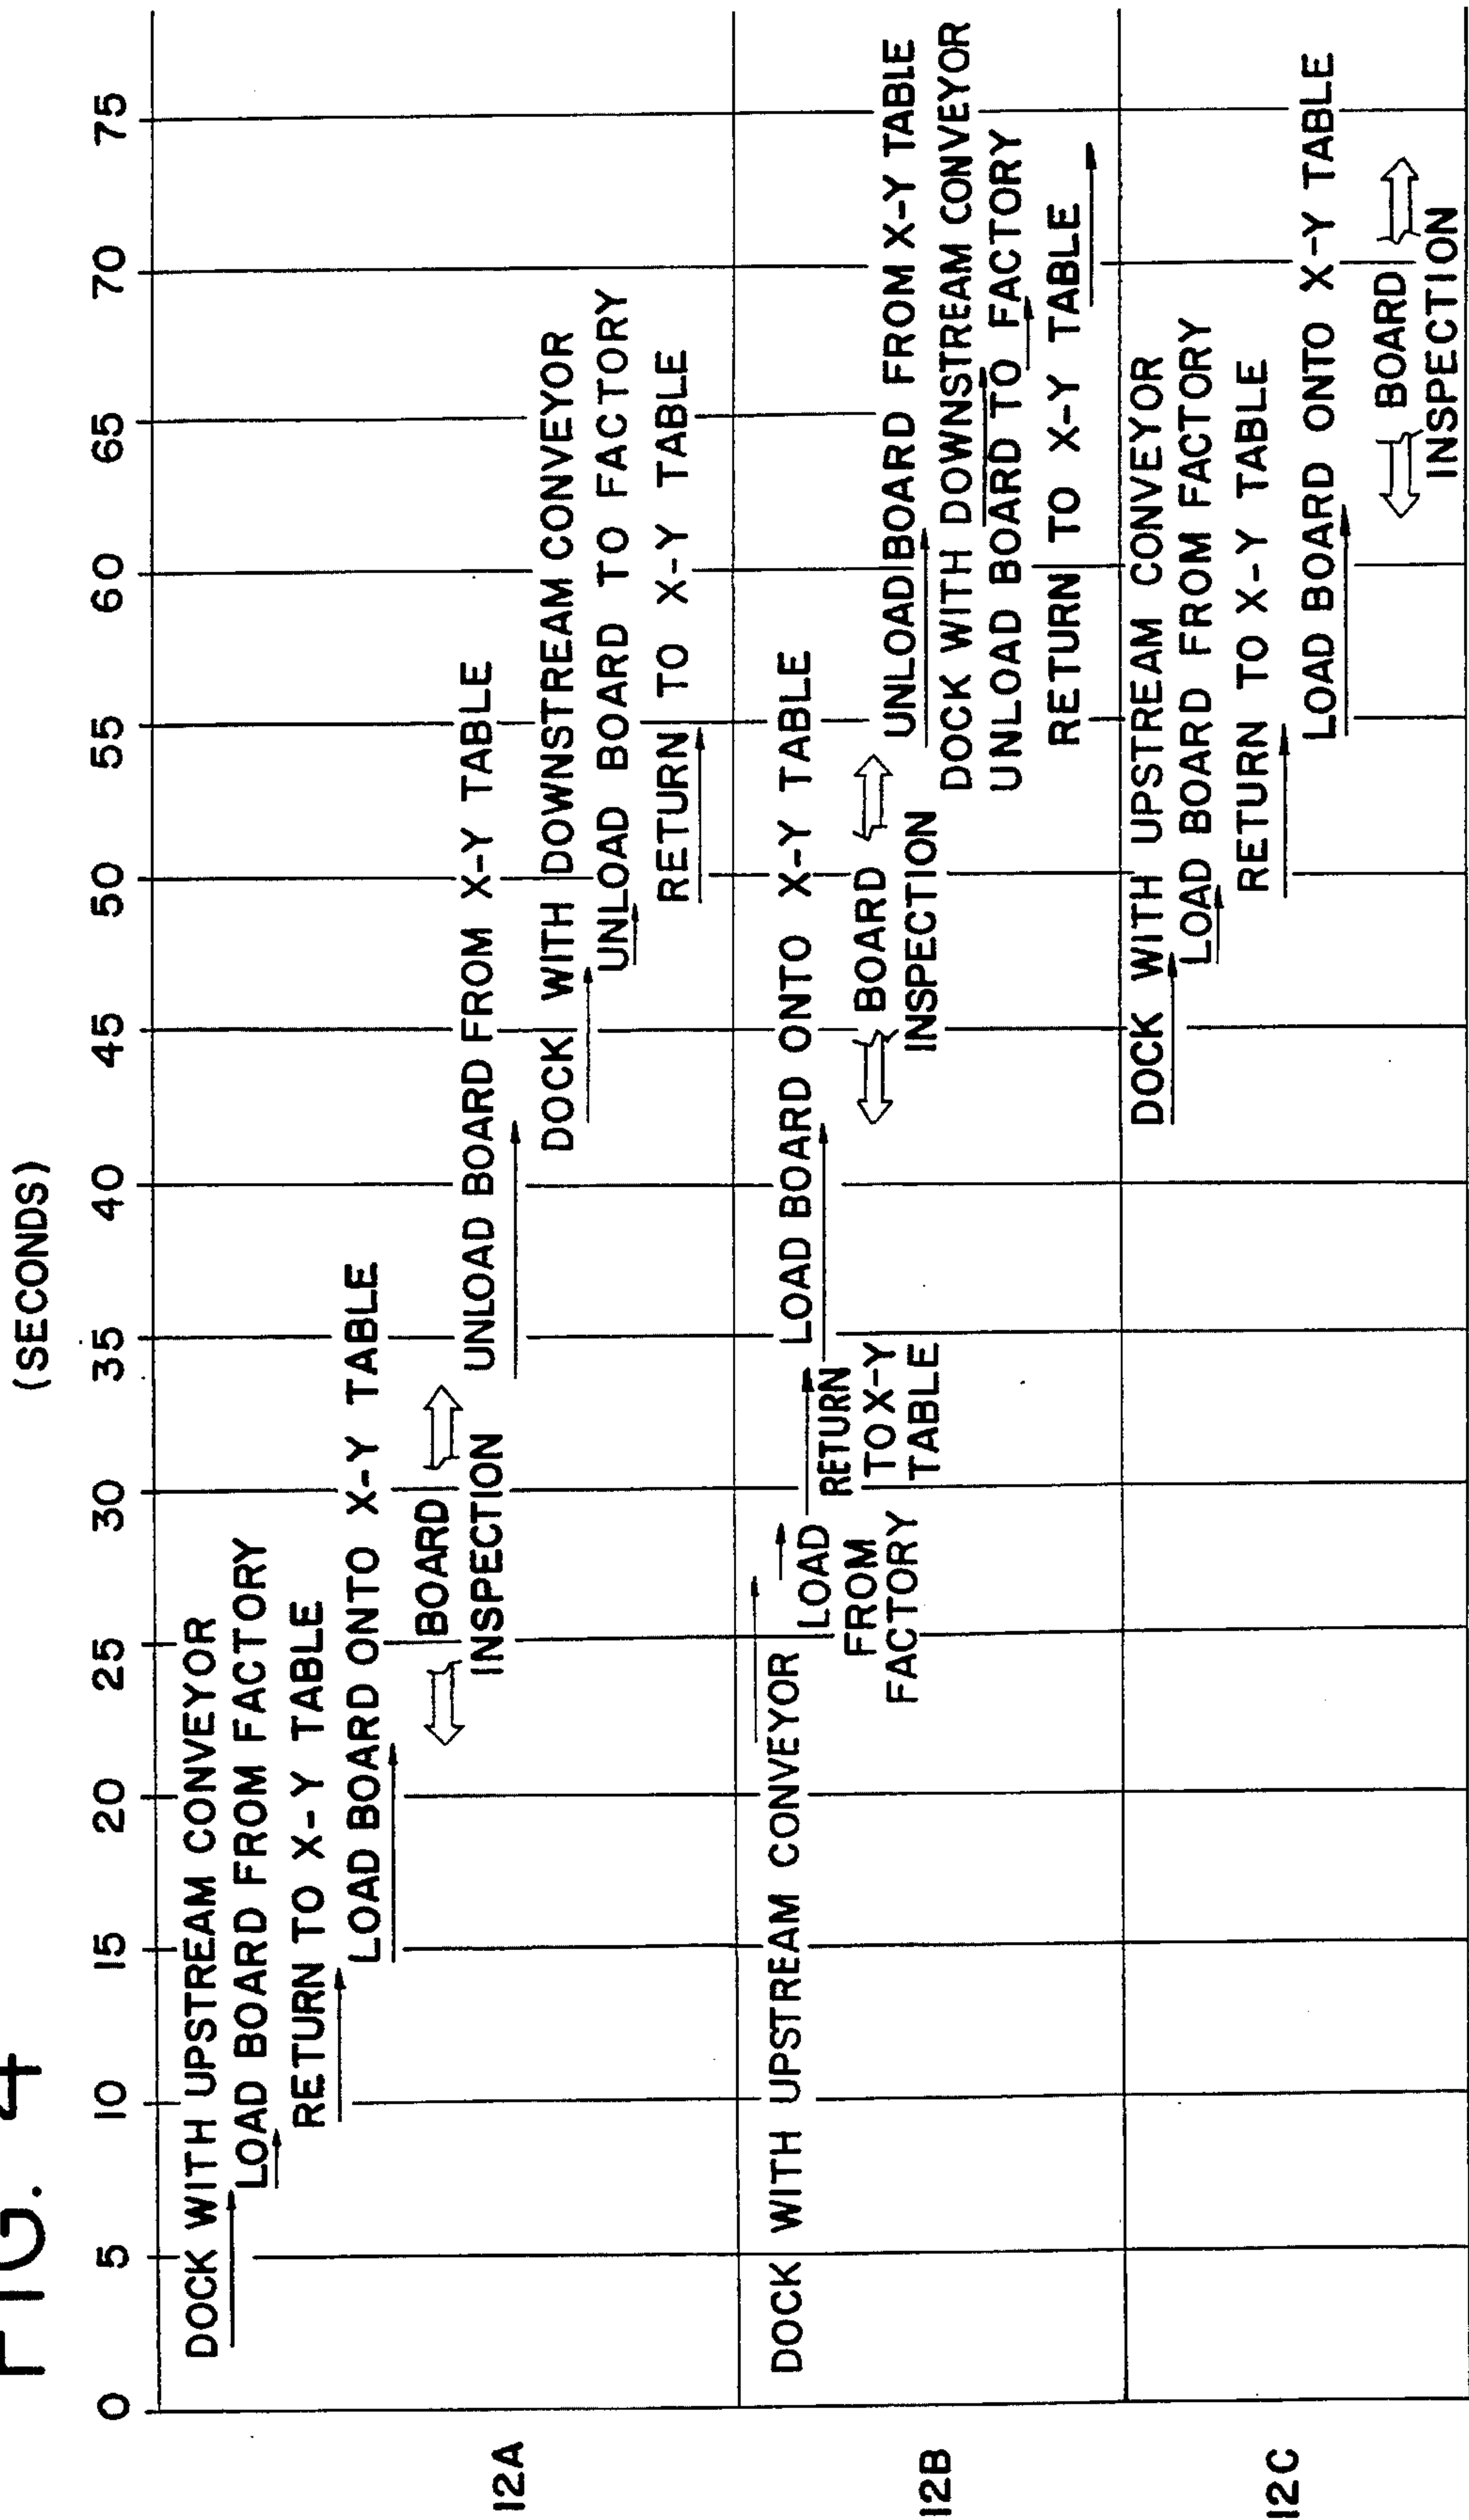 FIG. 4
(SECONDS)
0 5 10 15 20 25 30 35 40 45 50 55 60 65 70 75
12A
DOCK WITH UPSTREAM CONVEYOR
LOAD BOARD FROM FACTORY
RETURN TO X-Y TABLE
LOAD BOARD ONTO X-Y TABLE
BOARD
INSPECTION
UNLOAD BOARD FROM X-Y TABLE
DOCK WITH DOWNSTREAM CONVEYOR
UNLOAD BOARD TO FACTORY
RETURN TO X-Y TABLE
12B
DOCK WITH UPSTREAM CONVEYOR
LOAD
FROM
FACTORY
RETURN
TO X-Y
TABLE
LOAD BOARD ONTO X-Y TABLE
BOARD
INSPECTION
UNLOAD BOARD FROM X-Y TABLE
DOCK WITH DOWNSTREAM CONVEYOR
UNLOAD BOARD TO FACTORY
RETURN TO X-Y TABLE
12C
DOCK WITH UPSTREAM CONVEYOR
LOAD BOARD FROM FACTORY
RETURN TO X-Y TABLE
LOAD BOARD ONTO X-Y TABLE
BOARD
INSPECTION